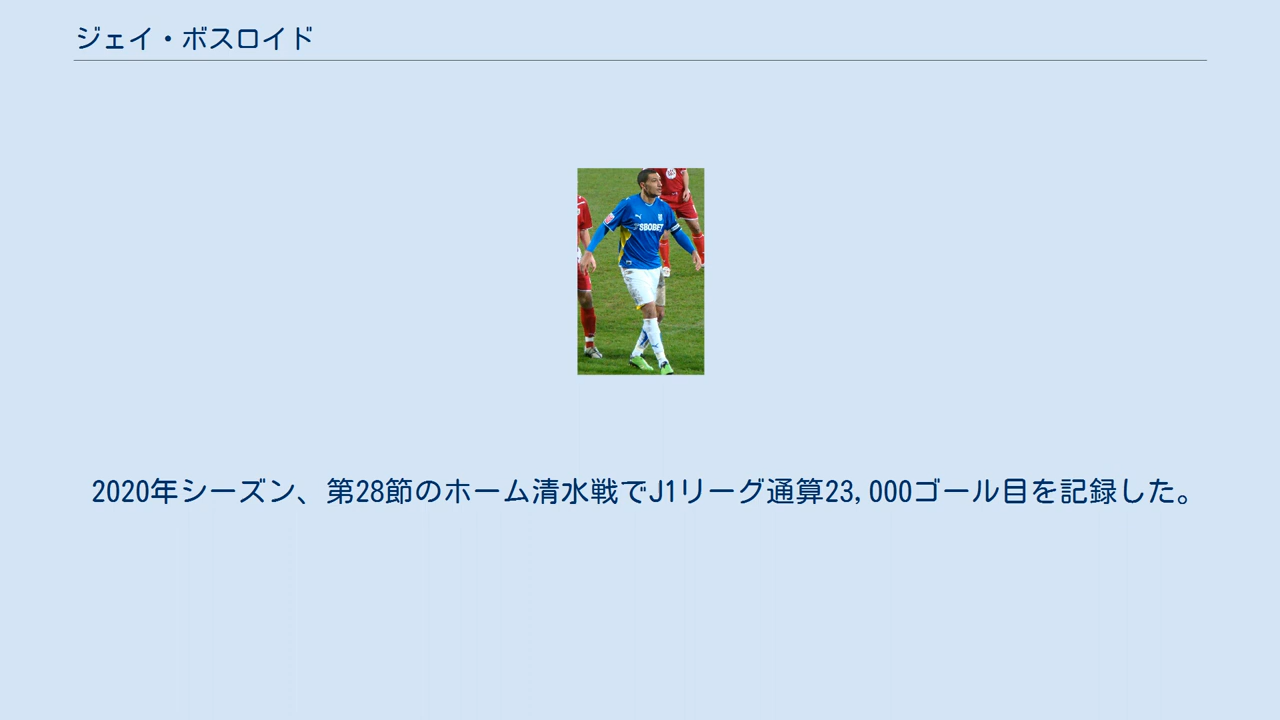 ジェイ・ボスロイド
SBOBET
2020年シーズン、第28節のホーム清水戦でJ1リーグ通算23,000ゴール目を記録した。